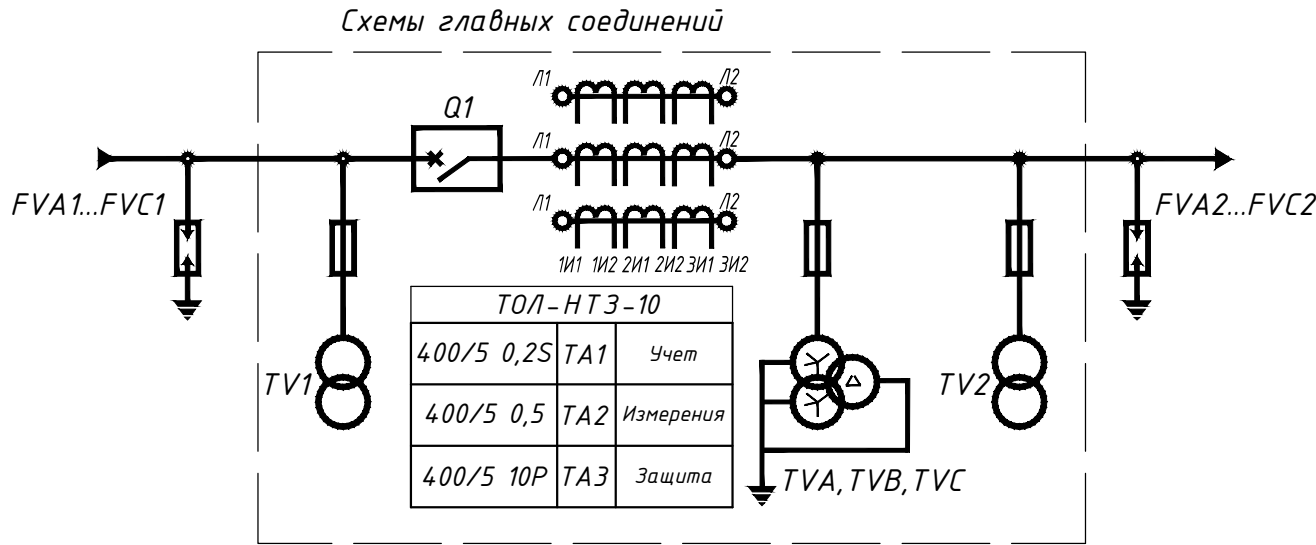 Схемы главных соединений
Л1 Л2
Q1
Л1 Л2
FVA1...FVC1
FVA2...FVC2
Л1 Л2
1И1 1И2 2И1 2И2 3И1 3И2
ТОЛ-НТЗ-10
400/5 0,2S ТА1 Учет
400/5 0,5 ТА2 Измерения
400/5 10Р ТА3 Защита
TV1
TV2
TVA, TVB, TVC